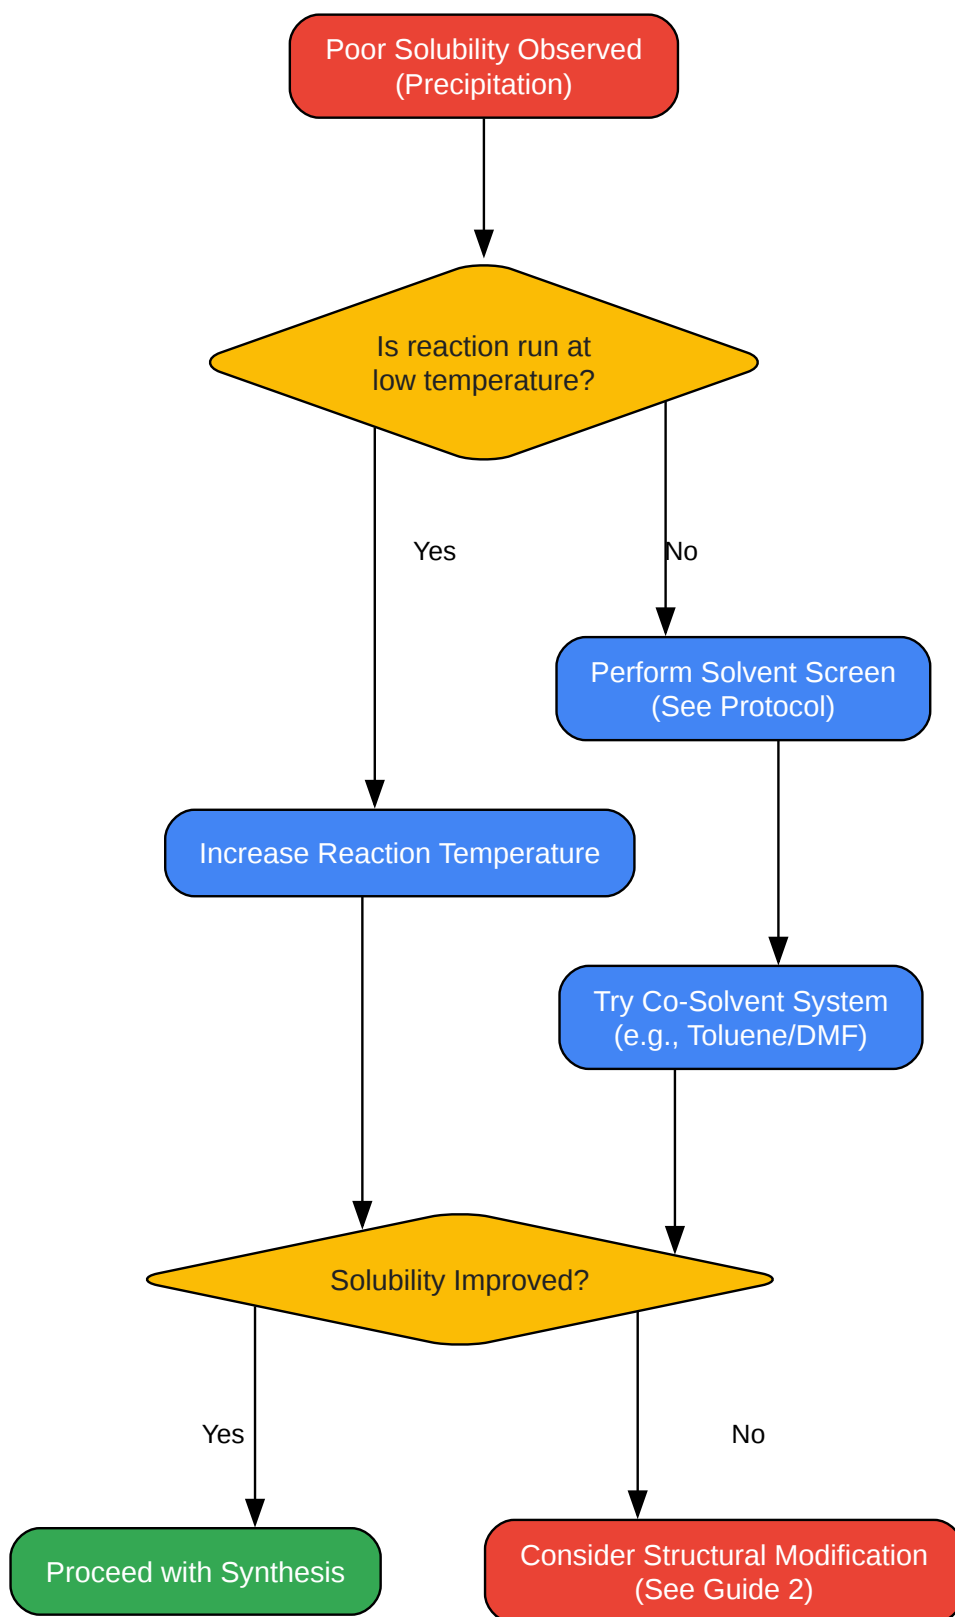 Poor Solubility Observed
(Precipitation)
Is reaction run at
low temperature?
Yes
No
Perform Solvent Screen
(See Protocol)
Increase Reaction Temperature
Try Co-Solvent System
(e.g., Toluene/DMF)
Solubility Improved?
Yes
No
Proceed with Synthesis
Consider Structural Modification
(See Guide 2)